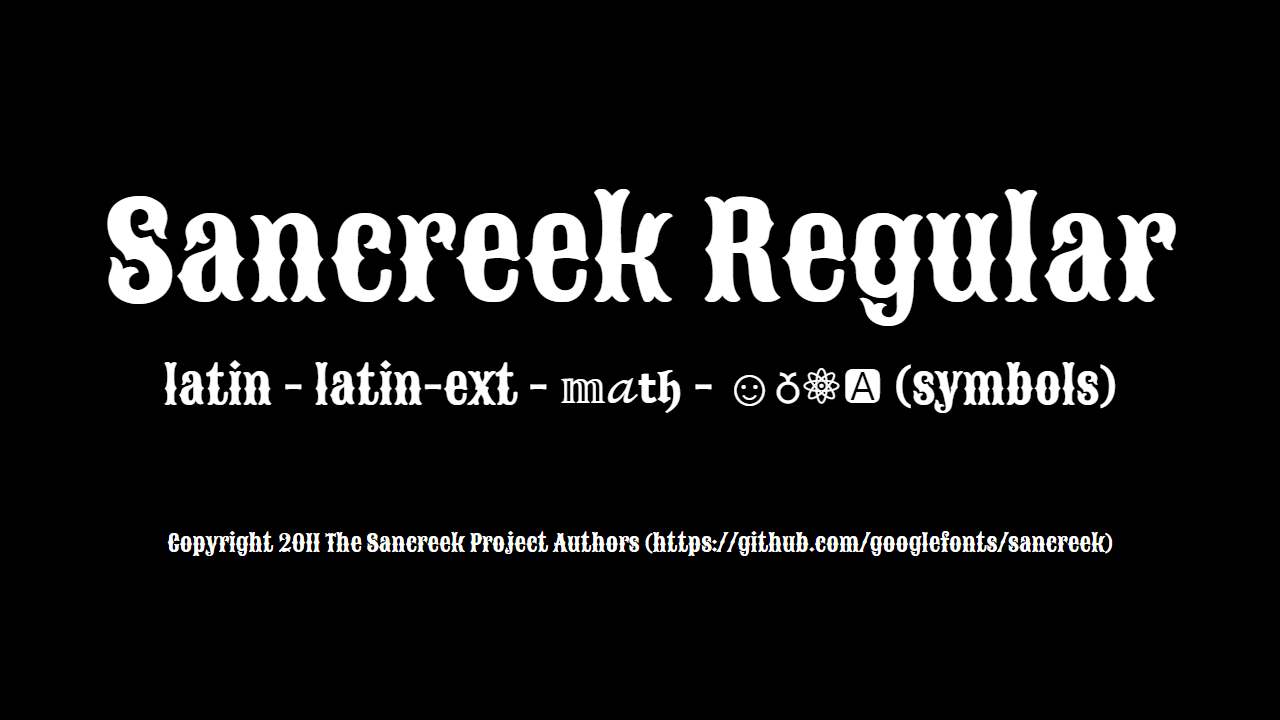 Sancreek Regular
latin - latin-ext - 𝕞𝒶𝐭𝔥 - ☺♁⚛🅰 (symbols)
Copyright 2011 The Sancreek Project Authors (https://github.com/googlefonts/sancreek)